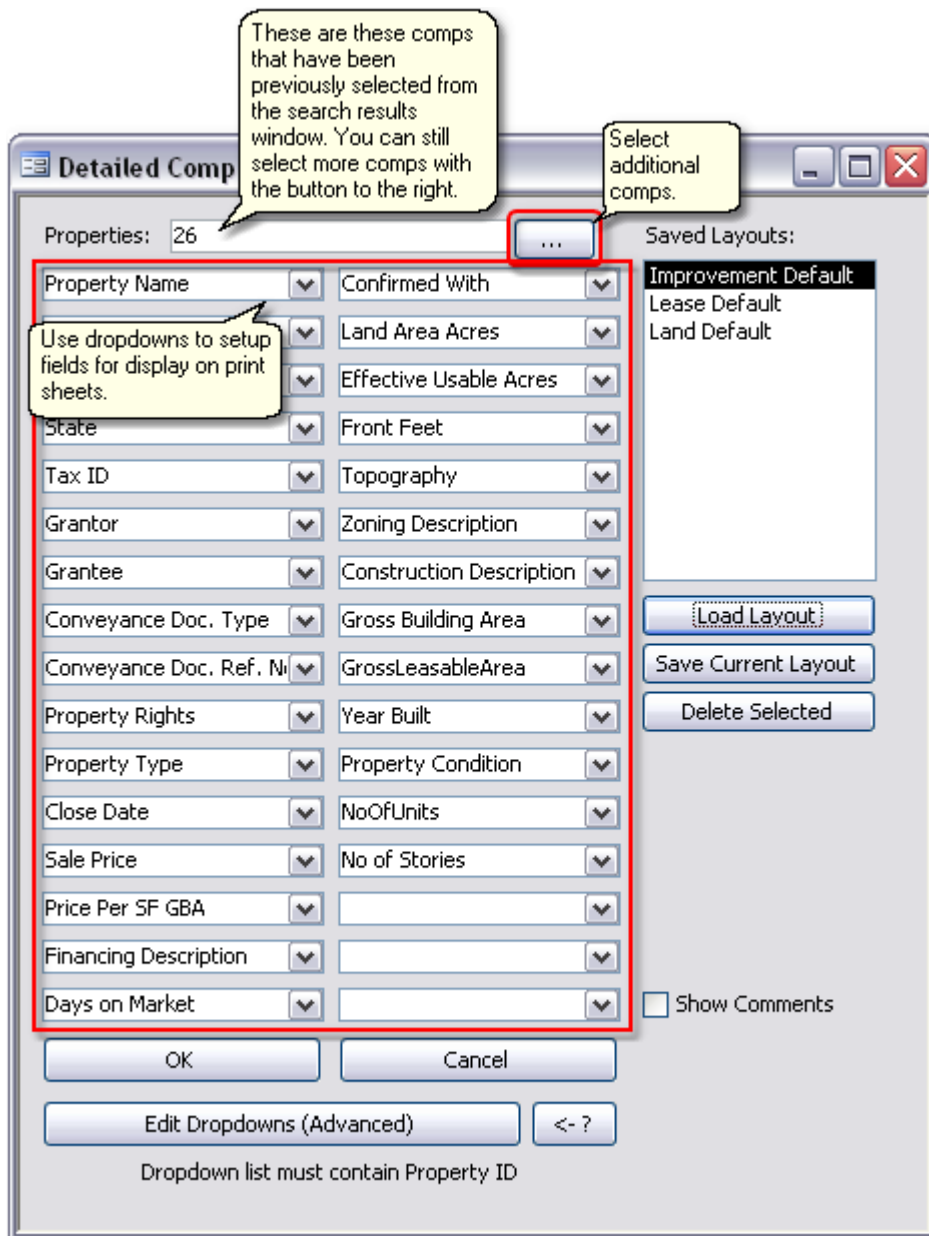 These are these comps
that have been
previously selected from
the search results
window. You can still
select more comps with
the button to the right.
Select
additional
comps.
Detailed Comp
Properties: 26 ... Saved Layouts:
Property Name Confirmed With Improvement Default
Lease Default
Land Default
Use dropdowns to setup
fields for display on print
sheets.
Land Area Acres
Effective Usable Acres
State Front Feet
Tax ID Topography
Grantor Zoning Description
Grantee Construction Description
Conveyance Doc. Type Gross Building Area Load Layout
Conveyance Doc. Ref. N GrossLeasableArea Save Current Layout
Property Rights Year Built Delete Selected
Property Type Property Condition
Close Date NoOfUnits
Sale Price No of Stories
Price Per SF GBA
Financing Description
Days on Market Show Comments
OK Cancel
Edit Dropdowns (Advanced) <- ?
Dropdown list must contain Property ID